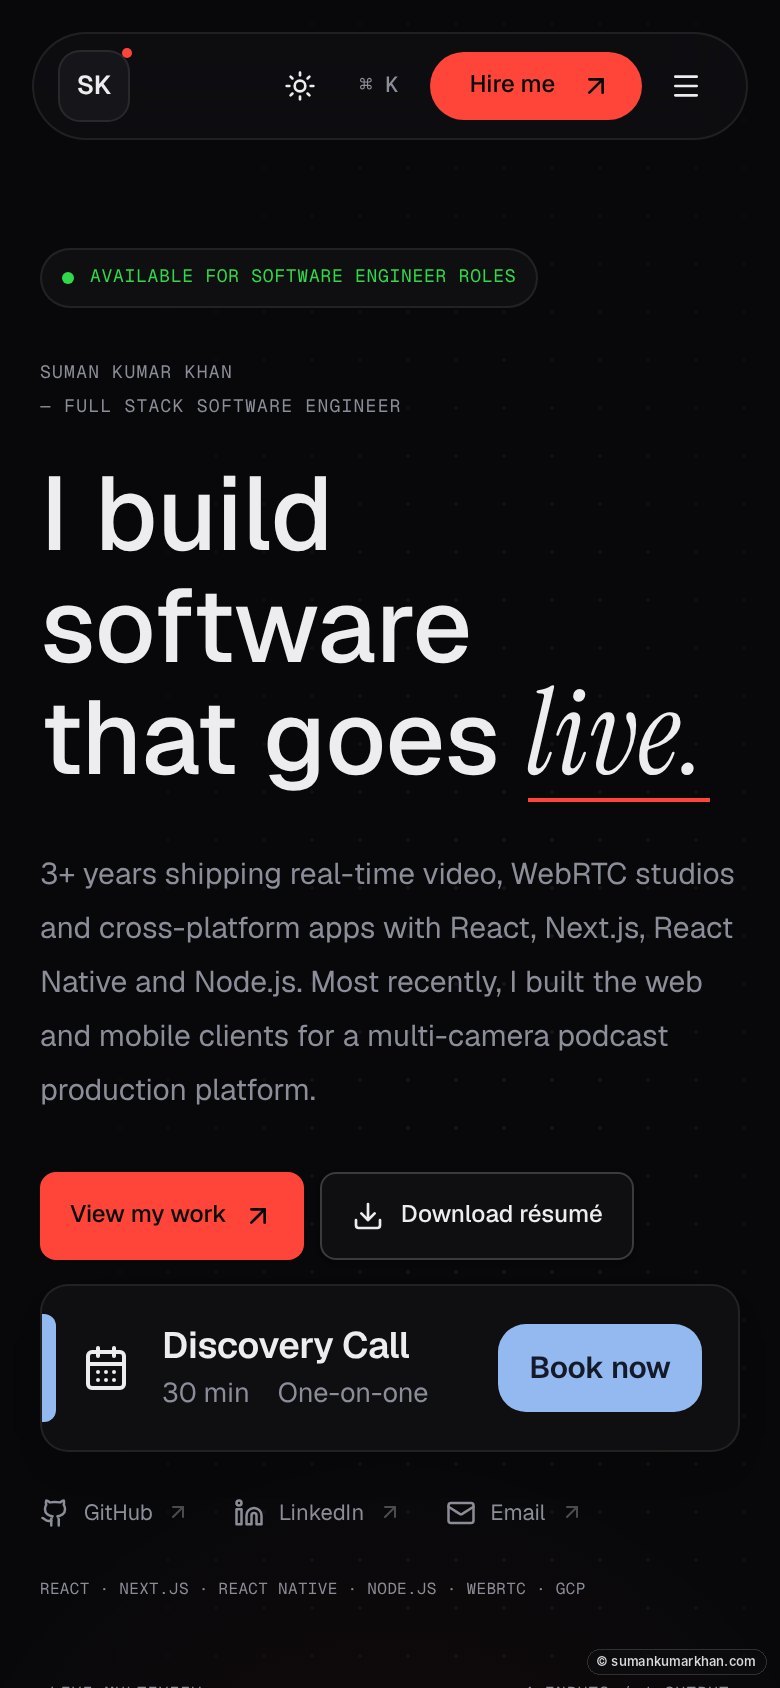 SK
⌘ K
Hire me
AVAILABLE FOR SOFTWARE ENGINEER ROLES
SUMAN KUMAR KHAN
— FULL STACK SOFTWARE ENGINEER
I build
software
that goes live.
3+ years shipping real-time video, WebRTC studios
and cross-platform apps with React, Next.js, React
Native and Node.js. Most recently, I built the web
and mobile clients for a multi-camera podcast
production platform.
View my work
Download résumé
Discovery Call
30 min One-on-one
Book now
GitHub
LinkedIn
Email
REACT · NEXT.JS · REACT NATIVE · NODE.JS · WEBRTC · GCP
© sumankumarkhan.com